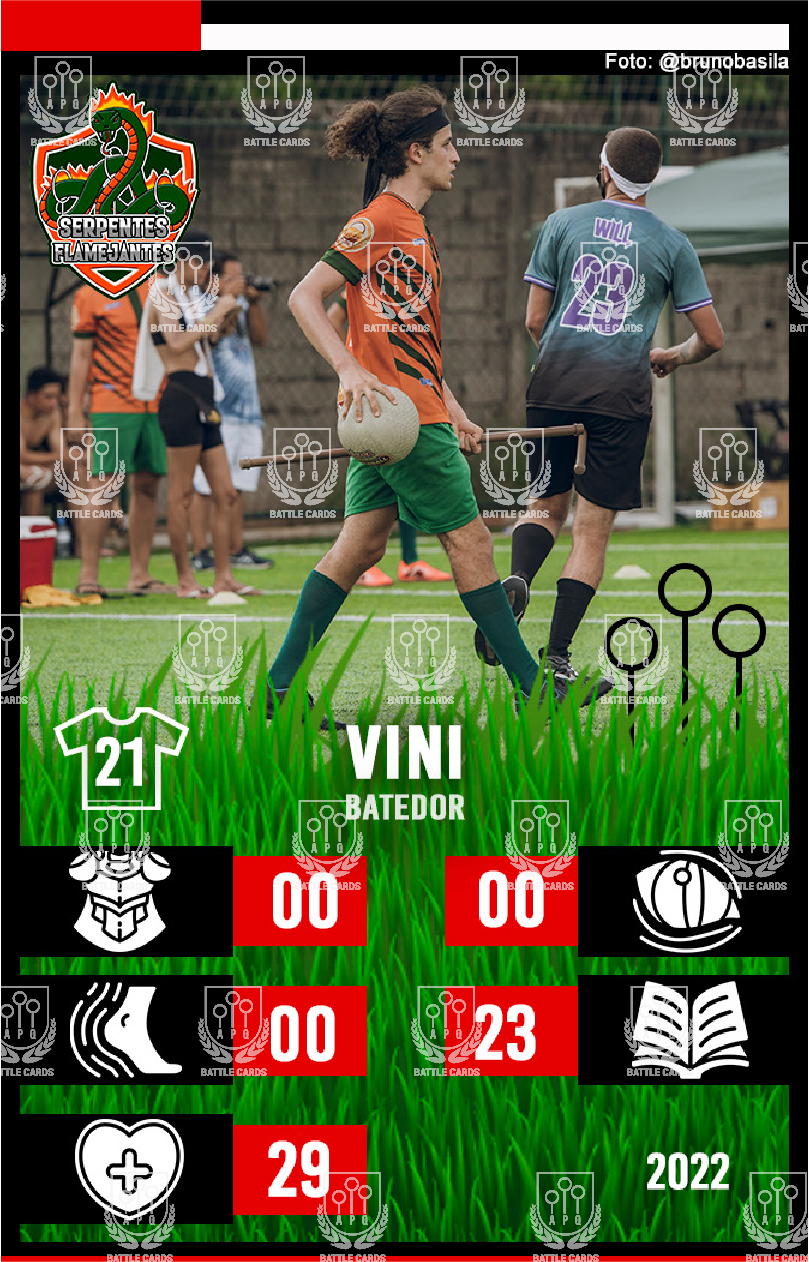 Foto: @brunobasila
SERPENTES
FLAMEJANTES
WILL
23
21
VINI
BATEDOR
00
00
00
23
29
2022
APQ
BATTLE CARDS